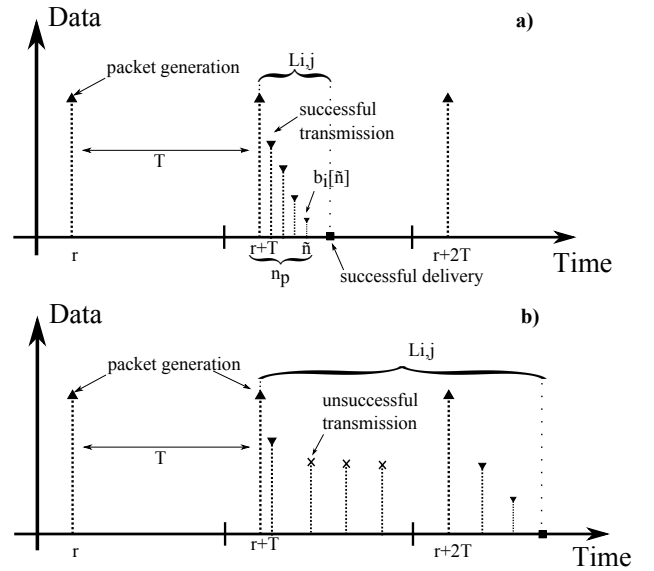 Data
a)
Li,j
packet generation
successful
transmission
T
bi[ñ]
r
r+T
ñ
r+2T
Time
np
successful delivery
Data
b)
Li,j
packet generation
unsuccessful
transmission
T
r
r+T
r+2T
Time